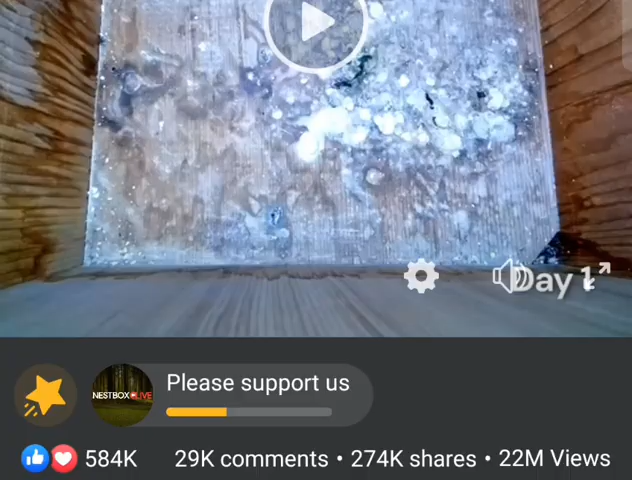 Day 1
NESTBOX LIVE
Please support us
584K 29K comments • 274K shares • 22M Views